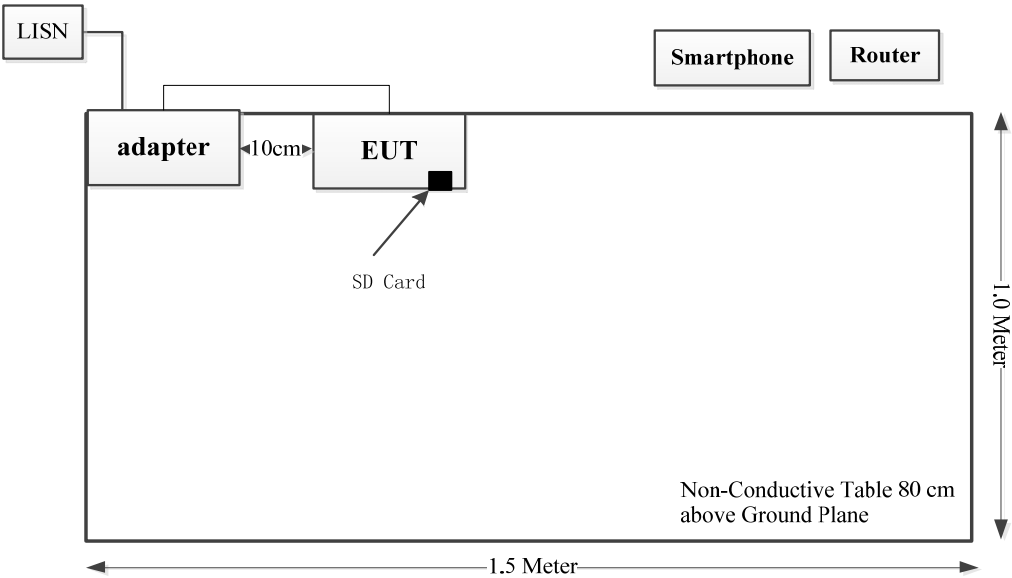 LISN
Smartphone
Router
adapter
10cm
EUT
SD Card
1.0 Meter
Non-Conductive Table 80 cm
above Ground Plane
1.5 Meter